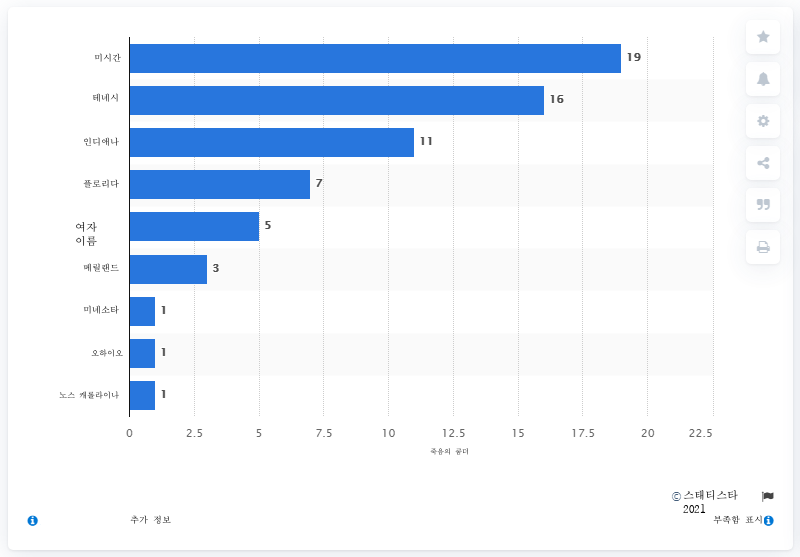 미시간
19
테네시
16
인디애나
11
플로리다
7
여자
이름
5
메릴랜드
3
미네소타
1
오하이오
1
노스 캐롤라이나
1
0 2.5 5 7.5 10 12.5 15 17.5 20 22.5
죽음의 넘버
© 스태티스타
2021
추가 정보
부족함 표시